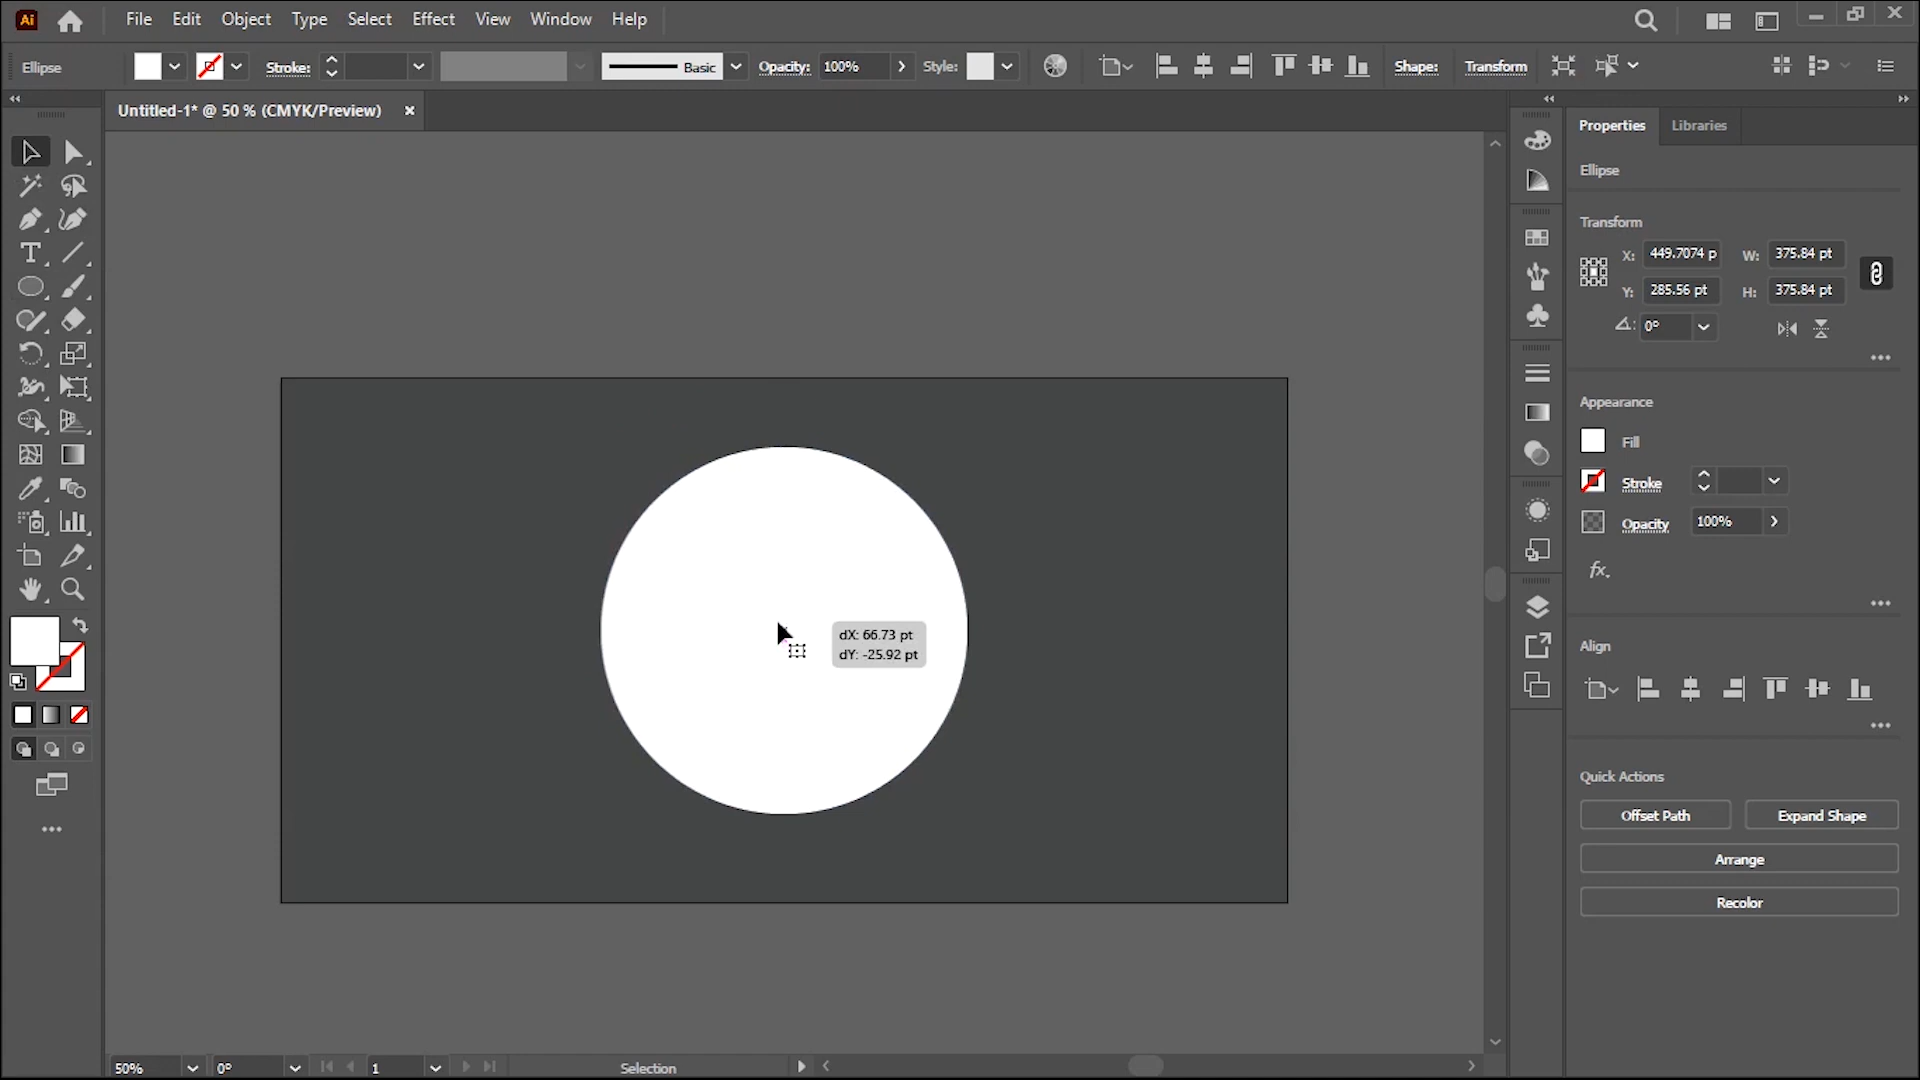 Ai File Edit Object Type Select Effect View Window Help
Ellipse Stroke: Basic Opacity: 100% Style: Shape: Transform
Untitled-1* @ 50 % (CMYK/Preview)
Properties Libraries
Ellipse
Transform
X: 449.7074 p W: 375.84 pt
Y: 285.56 pt H: 375.84 pt
0°
Appearance
Fill
Stroke
Opacity 100%
fx.
dX: 66.73 pt
dY: -25.92 pt
Align
Quick Actions
Offset Path Expand Shape
Arrange
Recolor
50% 0° 1 Selection